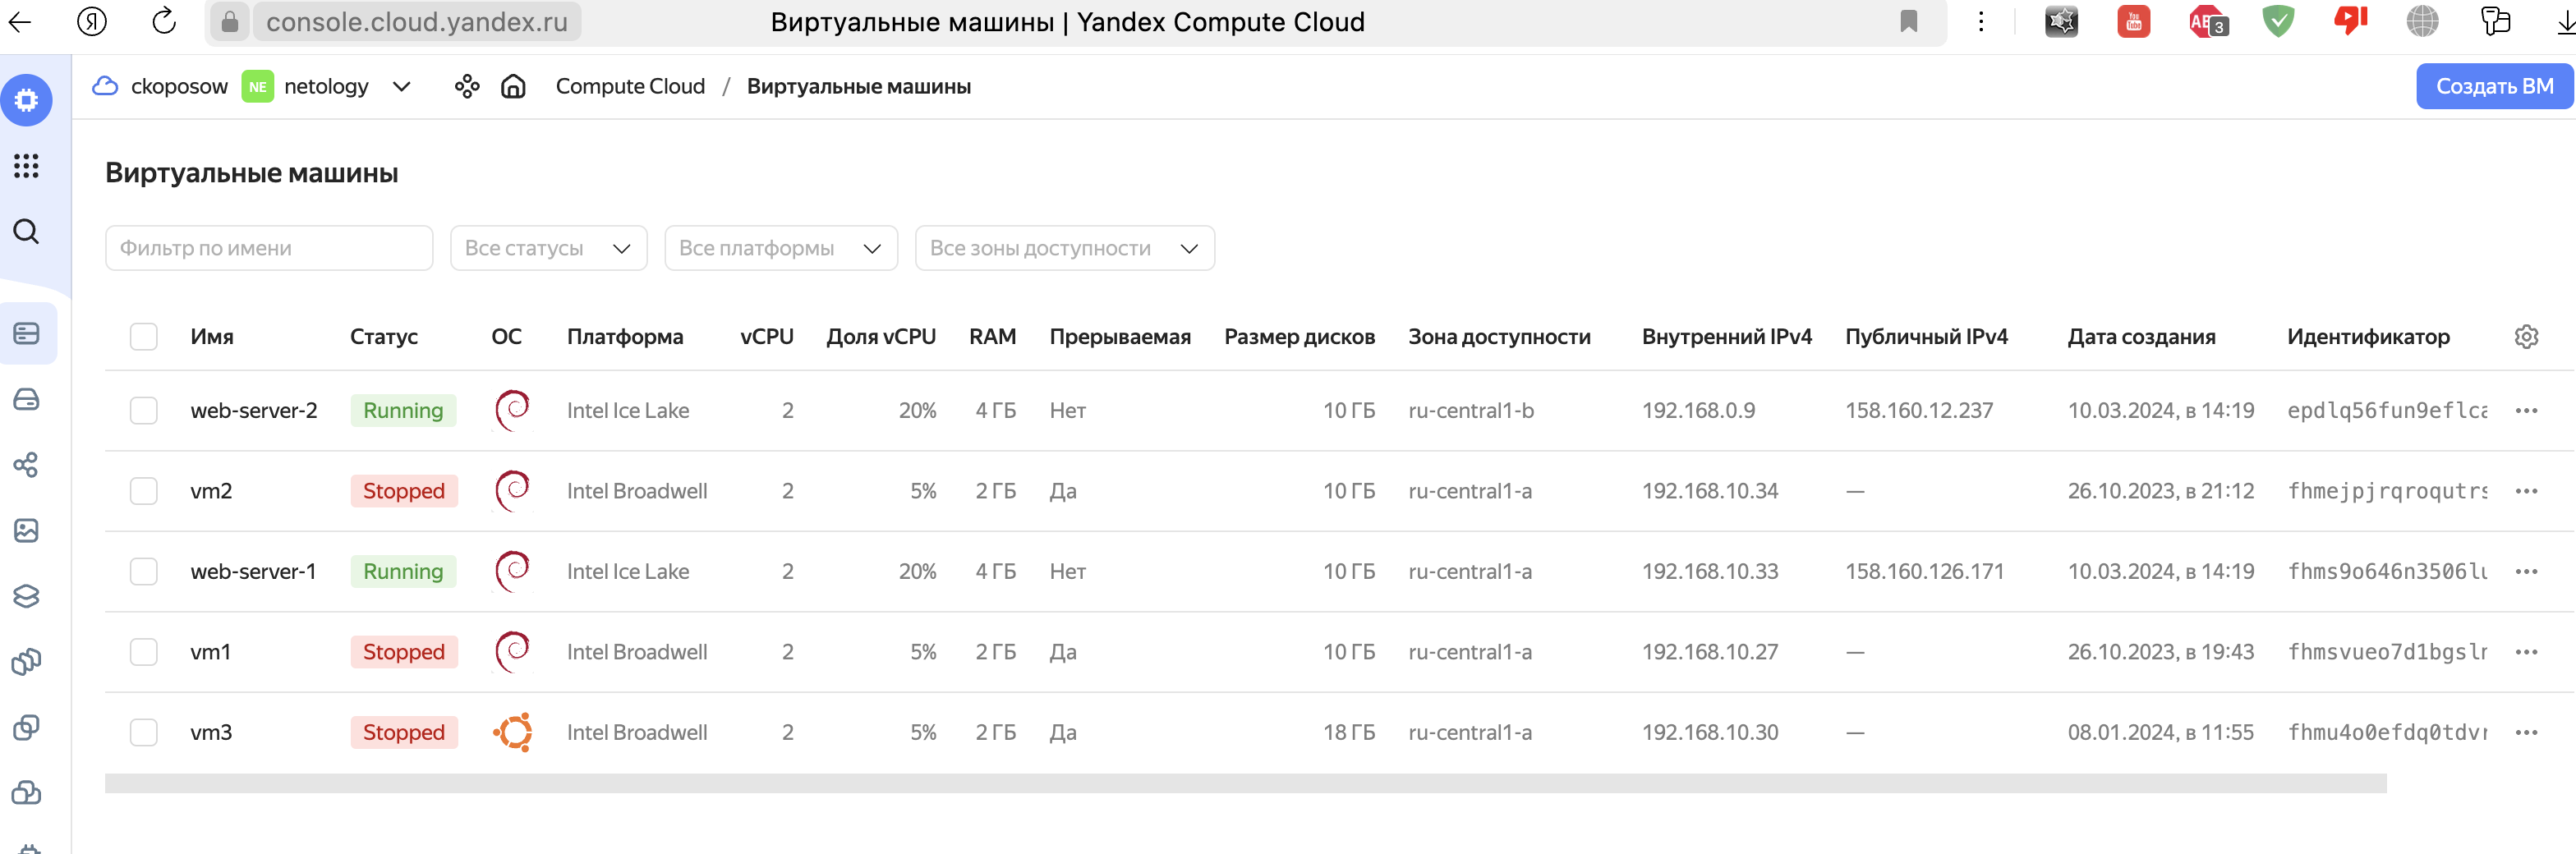 console.cloud.yandex.ru Виртуальные машины | Yandex Compute Cloud
ckoposow NE netology Compute Cloud / Виртуальные машины Создать ВМ
Виртуальные машины
Фильтр по имени Все статусы Все платформы Все зоны доступности
Имя Статус ОС Платформа vCPU Доля vCPU RAM Прерываемая Размер дисков Зона доступности Внутренний IPv4 Публичный IPv4 Дата создания Идентификатор
web-server-2 Running Intel Ice Lake 2 20% 4 ГБ Нет 10 ГБ ru-central1-b 192.168.0.9 158.160.12.237 10.03.2024, в 14:19 epdlq56fun9eflca
vm2 Stopped Intel Broadwell 2 5% 2 ГБ Да 10 ГБ ru-central1-a 192.168.10.34 — 26.10.2023, в 21:12 fhmejpjrqroqutrs
web-server-1 Running Intel Ice Lake 2 20% 4 ГБ Нет 10 ГБ ru-central1-a 192.168.10.33 158.160.126.171 10.03.2024, в 14:19 fhms9o646n3506lu
vm1 Stopped Intel Broadwell 2 5% 2 ГБ Да 10 ГБ ru-central1-a 192.168.10.27 — 26.10.2023, в 19:43 fhmsvueo7d1bgslr
vm3 Stopped Intel Broadwell 2 5% 2 ГБ Да 18 ГБ ru-central1-a 192.168.10.30 — 08.01.2024, в 11:55 fhmu4o0efdq0tdvr